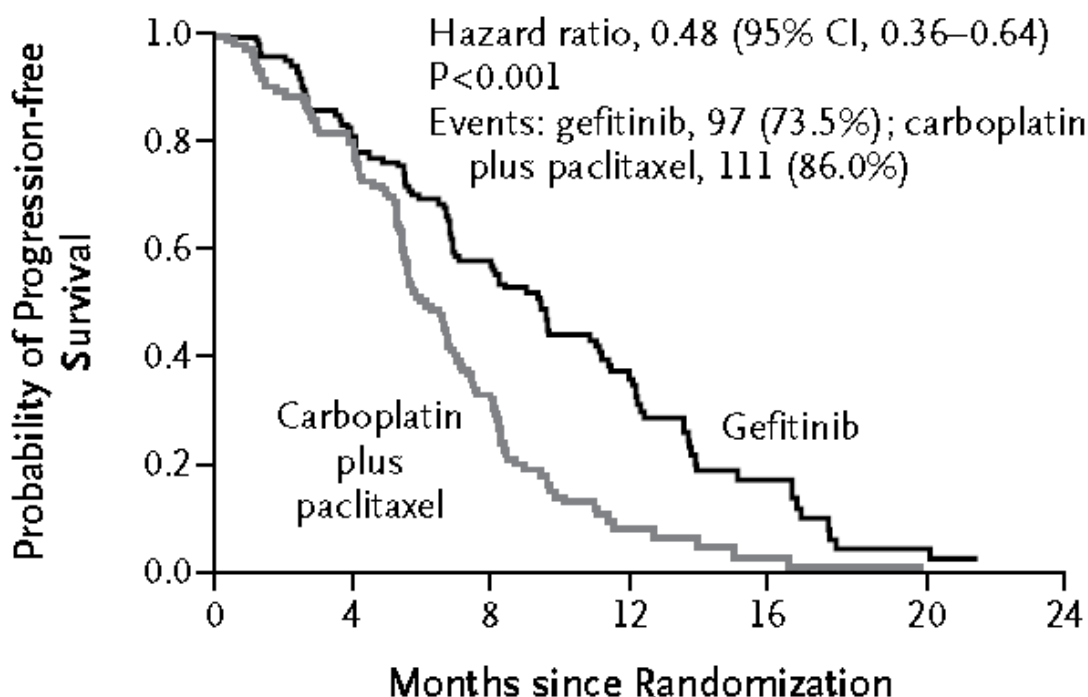 Probability of Progression-free
Survival
1.0
0.8
0.6
0.4
0.2
0.0
Hazard ratio, 0.48 (95% CI, 0.36–0.64)
P<0.001
Events: gefitinib, 97 (73.5%); carboplatin
plus paclitaxel, 111 (86.0%)
Carboplatin
plus
paclitaxel
Gefitinib
0 4 8 12 16 20 24
Months since Randomization